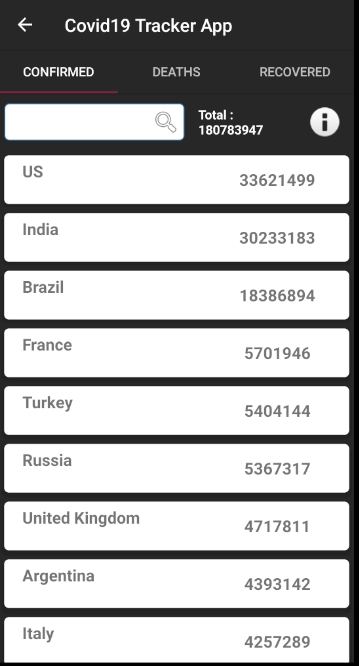 Covid19 Tracker App
CONFIRMED DEATHS RECOVERED
Total :
180783947
US 33621499
India 30233183
Brazil 18386894
France 5701946
Turkey 5404144
Russia 5367317
United Kingdom 4717811
Argentina 4393142
Italy 4257289